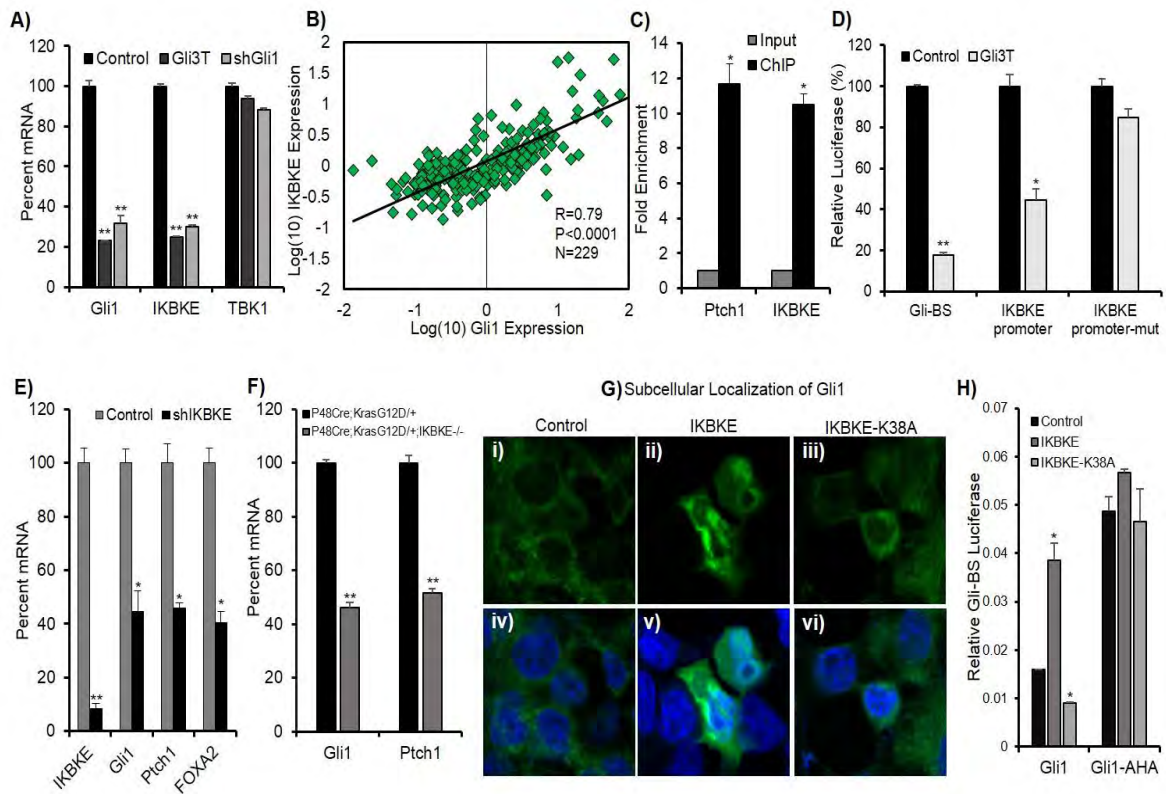 A)
Control Gli3T shGli1
Percent mRNA
120
100
80
60
40
20
0
** ** ** **
Gli1 IKBKE TBK1
B)
Log(10) IKBKE Expression
2
1.5
1
0.5
0
-0.5
-1
-1.5
-2
R=0.79
P<0.0001
N=229
-2 -1 0 1 2
Log(10) Gli1 Expression
C)
Input
ChIP
Fold Enrichment
14
12
10
8
6
4
2
0
* *
Ptch1 IKBKE
D)
Control Gli3T
Relative Luciferase (%)
120
100
80
60
40
20
0
** *
Gli-BS IKBKE promoter IKBKE promoter-mut
E)
Control shIKBKE
Percent mRNA
120
100
80
60
40
20
0
** * * *
IKBKE Gli1 Ptch1 FOXA2
F)
P48Cre;KrasG12D/+
P48Cre;KrasG12D/+;IKBKE-/-
Percent mRNA
120
100
80
60
40
20
0
** **
Gli1 Ptch1
G) Subcellular Localization of Gli1
Control IKBKE IKBKE-K38A
i) ii) iii)
iv) v) vi)
H)
Control
IKBKE
IKBKE-K38A
Relative Gli-BS Luciferase
0.07
0.06
0.05
0.04
0.03
0.02
0.01
0
* *
Gli1 Gli1-AHA